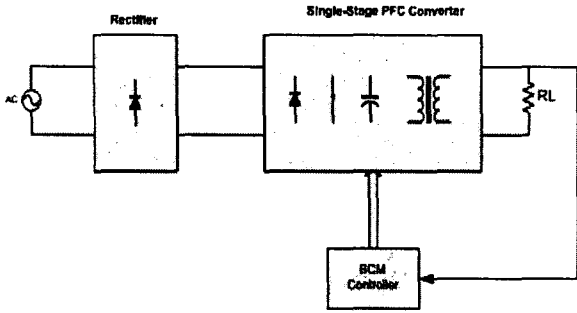 Rectifier
Single-Stage PFC Converter
AC
RL
BCM
Controller